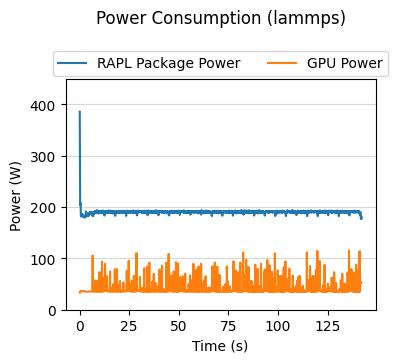 Power Consumption (lammps)
RAPL Package Power
GPU Power
400
300
200
100
0
Power (W)
0
25
50
75
100
125
Time (s)